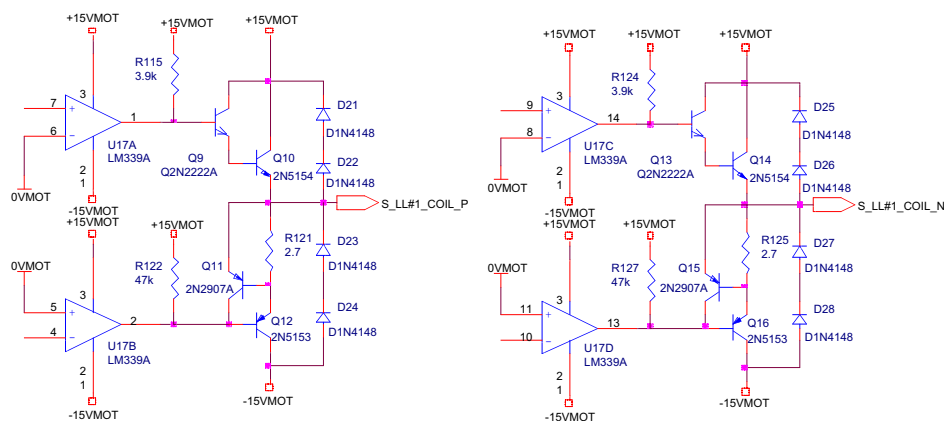 +15VMOT +15VMOT +15VMOT
R115
3.9k
3
7
+
6
−
1
U17A
LM339A
2
1
0VMOT
-15VMOT
Q9
Q2N2222A
Q10
2N5154
D21
D1N4148
D22
D1N4148
S_LL#1_COIL_P
+15VMOT +15VMOT
0VMOT
R122
47k
3
5
+
4
−
2
U17B
LM339A
2
1
-15VMOT
Q11
2N2907A
R121
2.7
Q12
2N5153
D23
D1N4148
D24
D1N4148
-15VMOT
+15VMOT +15VMOT +15VMOT
R124
3.9k
3
9
+
8
−
14
U17C
LM339A
2
1
0VMOT
-15VMOT
Q13
Q2N2222A
Q14
2N5154
D25
D1N4148
D26
D1N4148
S_LL#1_COIL_N
+15VMOT +15VMOT
0VMOT
R127
47k
3
11
+
10
−
13
U17D
LM339A
2
1
-15VMOT
Q15
2N2907A
R125
2.7
Q16
2N5153
D27
D1N4148
D28
D1N4148
-15VMOT